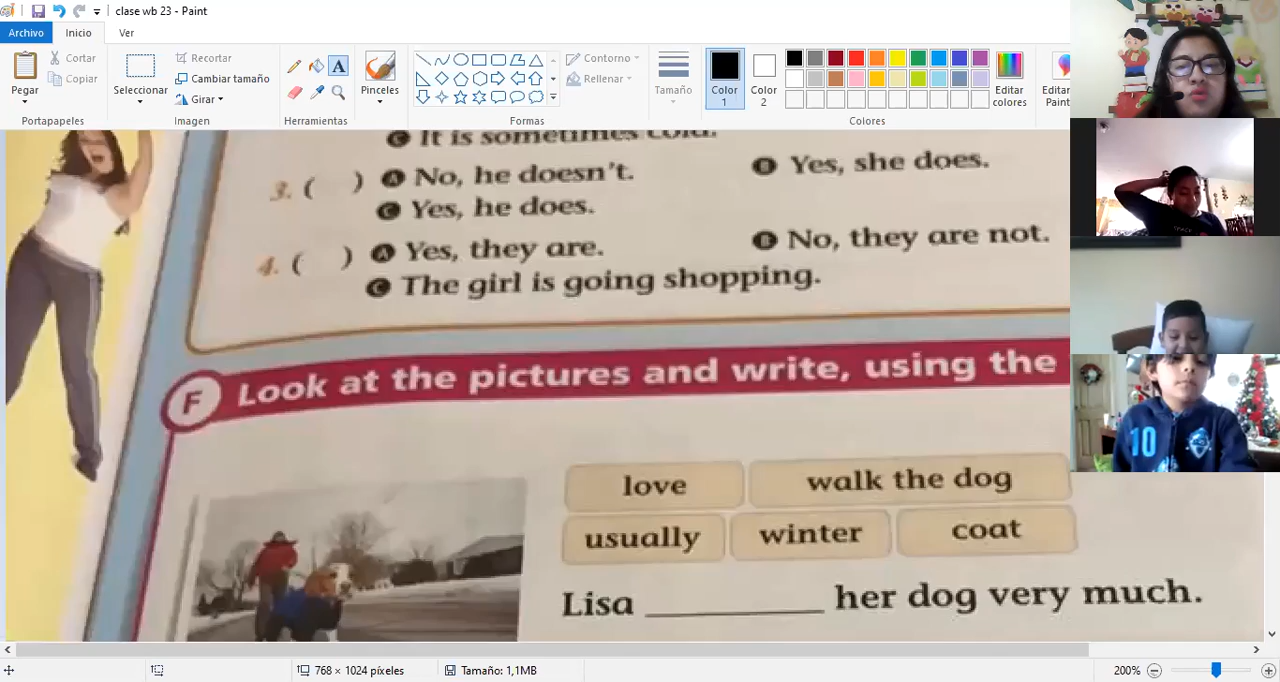 clase wb 23 - Paint
Archivo Inicio Ver
Pegar Cortar Copiar
Seleccionar Recortar Cambiar tamaño Girar
A
Pinceles
Contorno
Rellenar
Tamaño
Color 1
Color 2
Editar colores
Editar
Paint
Portapapeles Imagen Herramientas Formas Colores
C It is sometimes cold.
3. ( ) A No, he doesn't. B Yes, she does.
C Yes, he does.
4. ( ) A Yes, they are. B No, they are not.
C The girl is going shopping.
F Look at the pictures and write, using the
love walk the dog
usually winter coat
Lisa __________ her dog very much.
10
768 × 1024 píxeles Tamaño: 1,1MB 200%